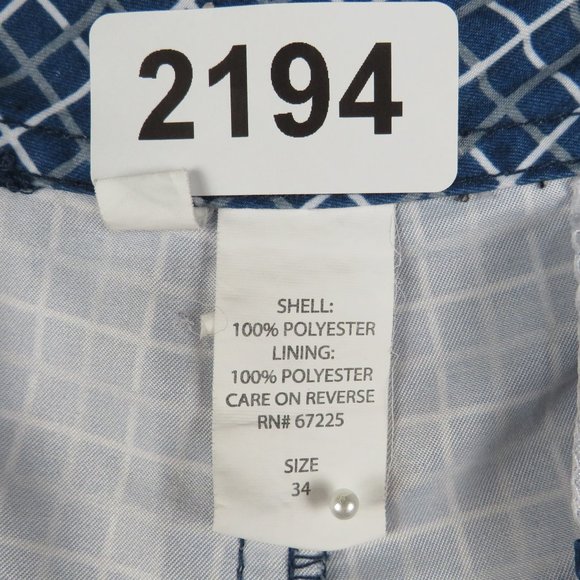 2194
SHELL:
100% POLYESTER
LINING:
100% POLYESTER
CARE ON REVERSE
RN# 67225
SIZE
34